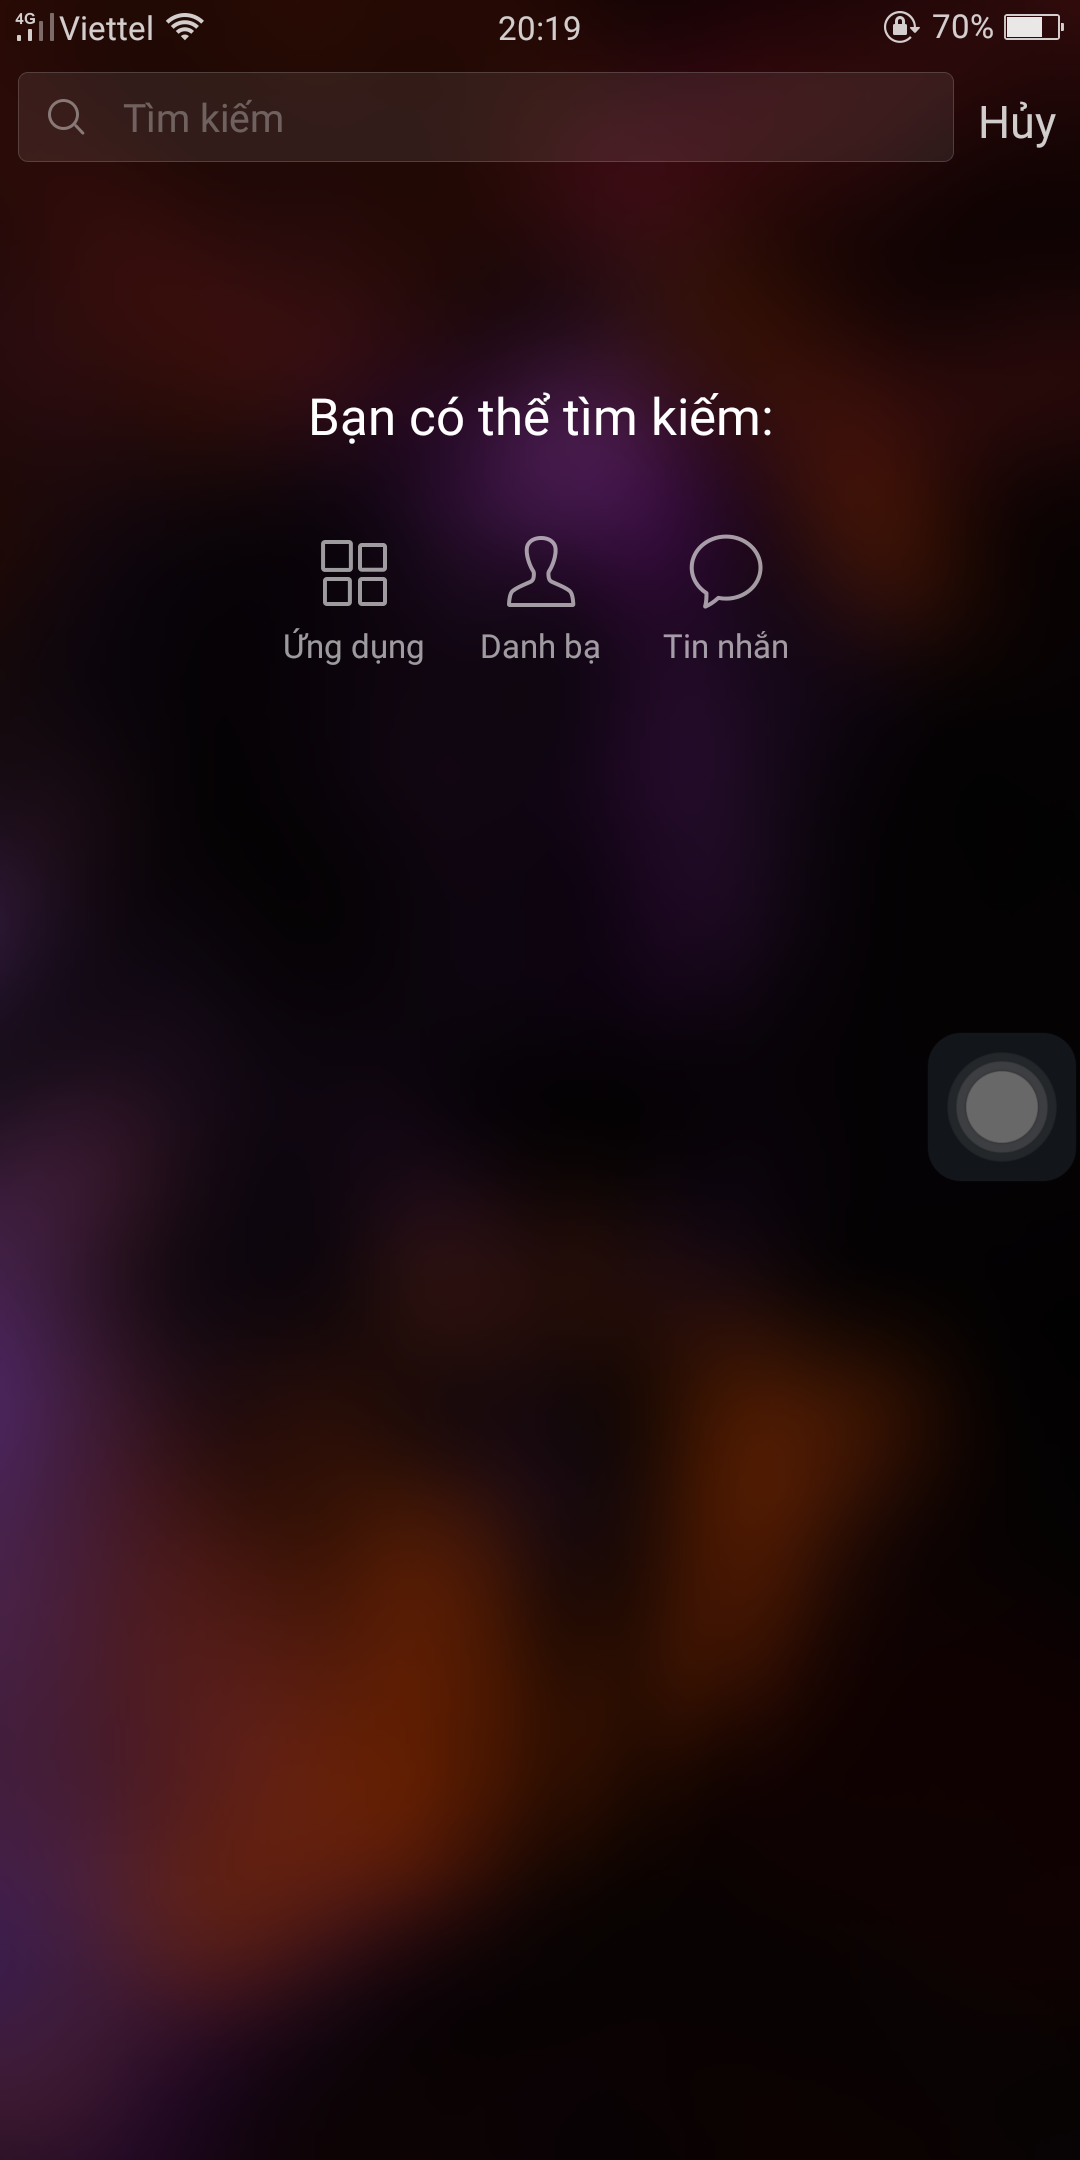 4G Viettel 20:19 70%
Tìm kiếm Hủy
Bạn có thể tìm kiếm:
Ứng dụng Danh bạ Tin nhắn